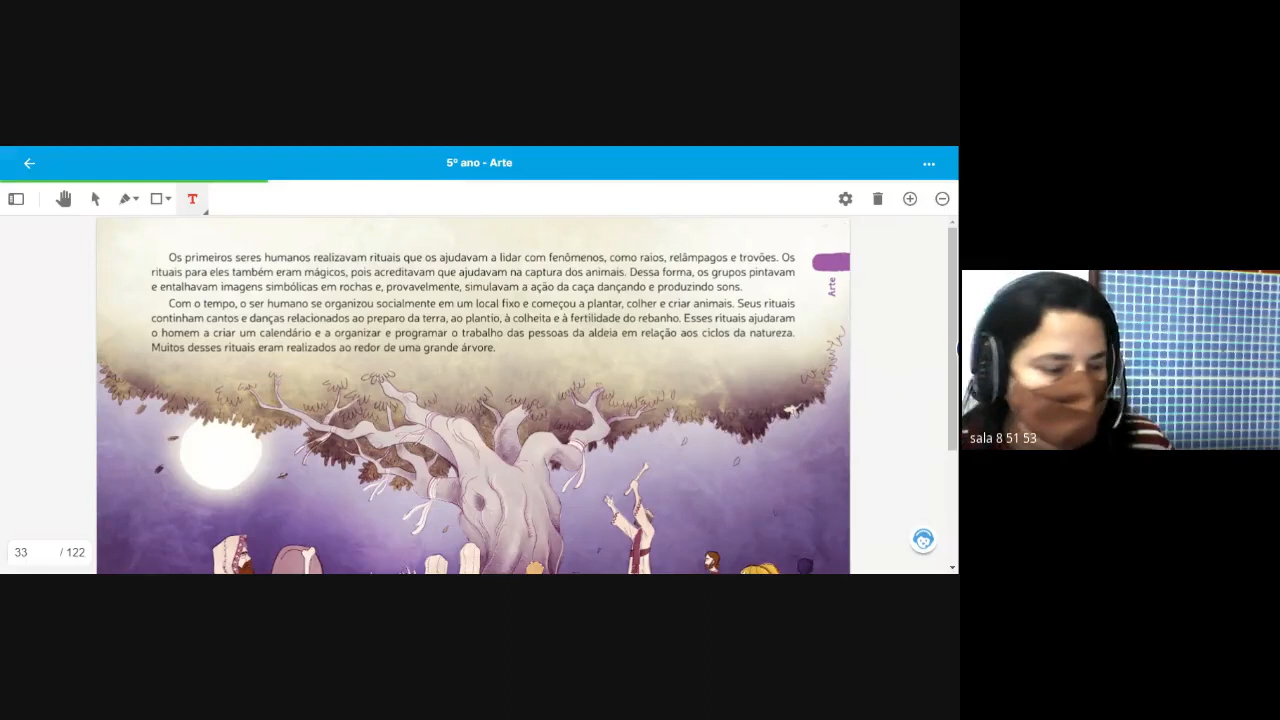 5º ano - Arte
T
Os primeiros seres humanos realizavam rituais que os ajudavam a lidar com fenômenos, como raios, relâmpagos e trovões. Os
rituais para eles também eram mágicos, pois acreditavam que ajudavam na captura dos animais. Dessa forma, os grupos pintavam
e entalhavam imagens simbólicas em rochas e, provavelmente, simulavam a ação da caça dançando e produzindo sons.
Com o tempo, o ser humano se organizou socialmente em um local fixo e começou a plantar, colher e criar animais. Seus rituais
continham cantos e danças relacionados ao preparo da terra, ao plantio, à colheita e à fertilidade do rebanho. Esses rituais ajudaram
o homem a criar um calendário e a organizar e programar o trabalho das pessoas da aldeia em relação aos ciclos da natureza.
Muitos desses rituais eram realizados ao redor de uma grande árvore.
Arte
sala 8 51 53
33 / 122